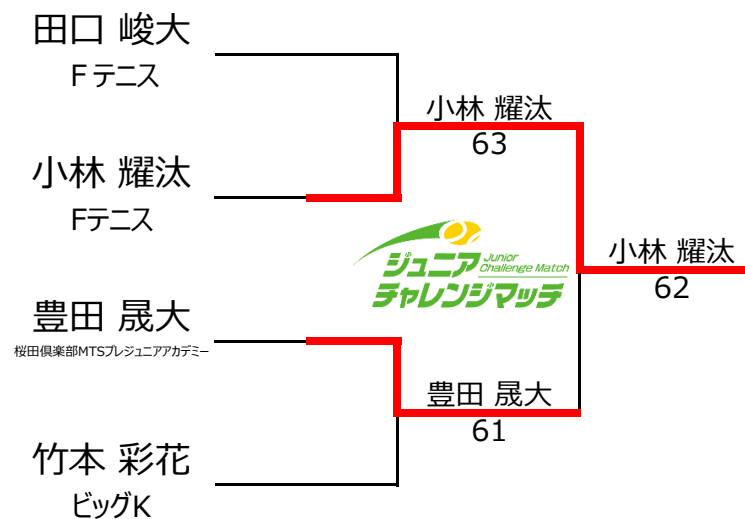 田口 峻大
Fテニス
小林 耀汰
63
小林 耀汰
Fテニス
ジュニア
Junior
Challenge Match
チャレンジマッチ
小林 耀汰
62
豊田 晟大
桜田倶楽部MTSプレジュニアアカデミー
豊田 晟大
61
竹本 彩花
ビッグK